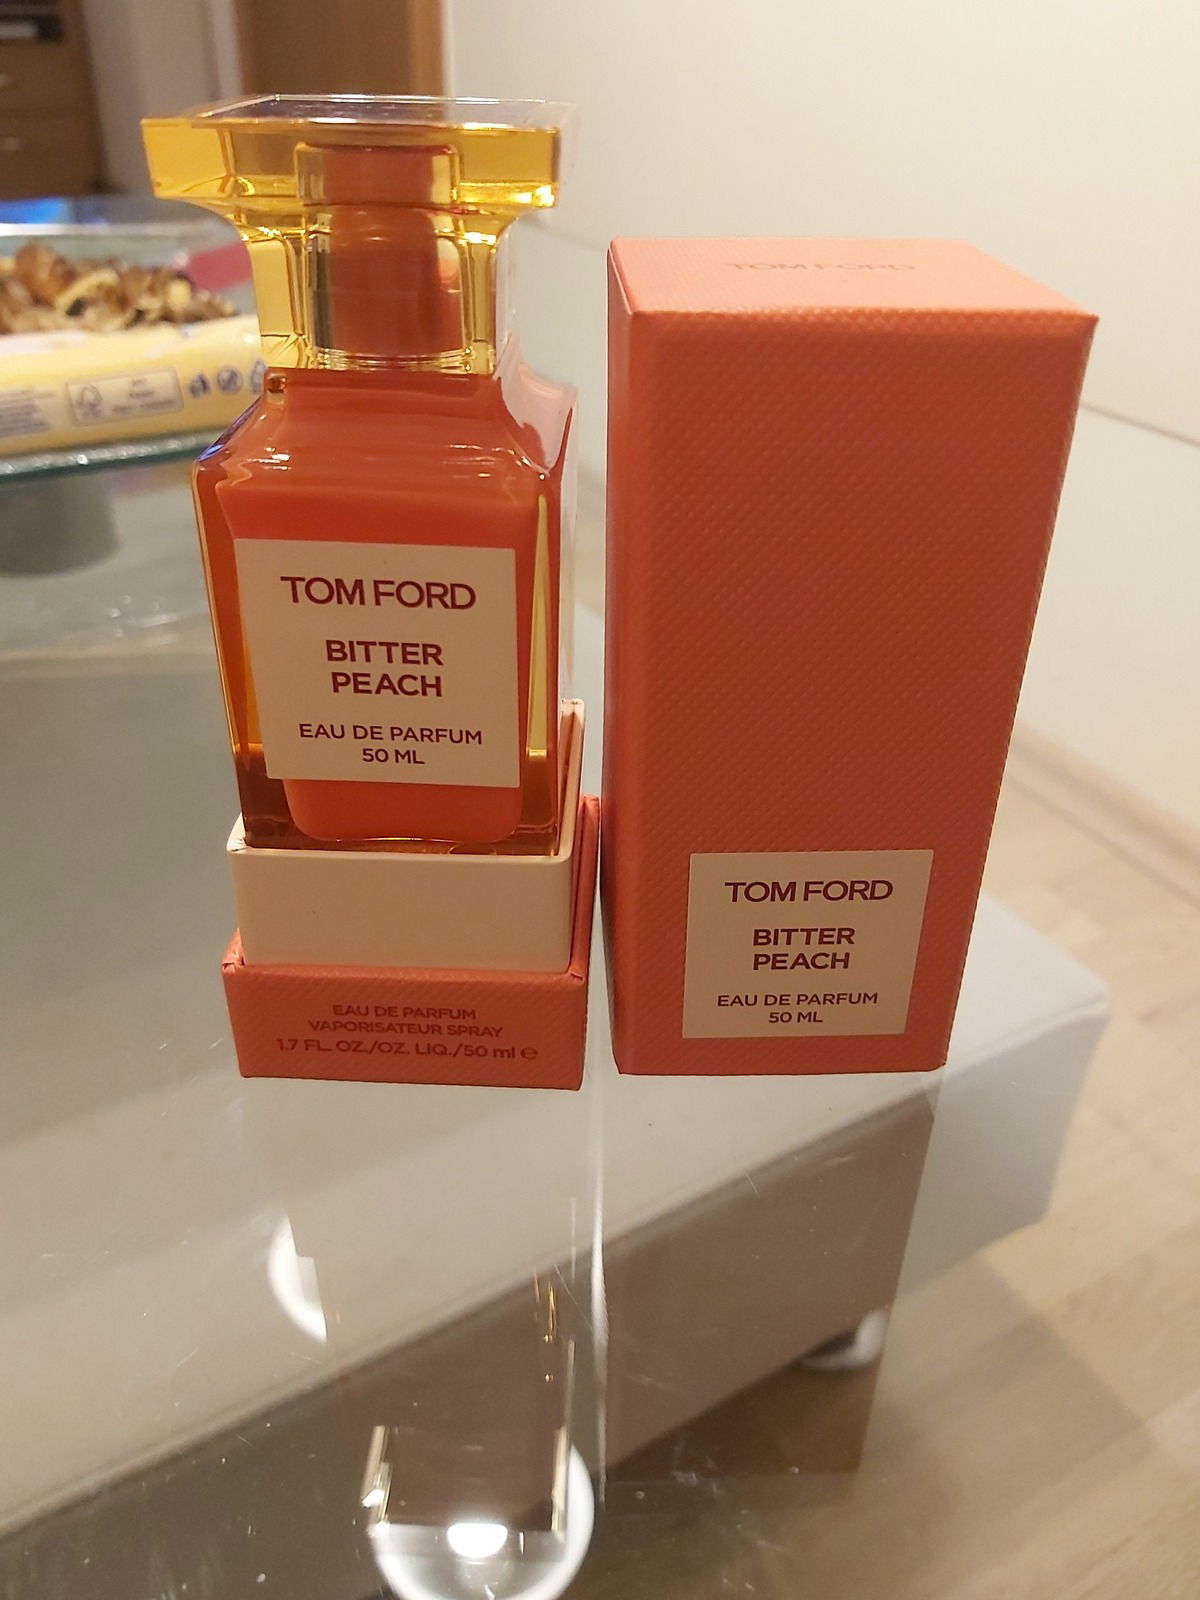 TOM FORD
BITTER
PEACH
EAU DE PARFUM
50 ML
EAU DE PARFUM
VAPORISATEUR SPRAY
1.7 FL. OZ./OZ. LIQ./50 ml ℮
TOM FORD
TOM FORD
BITTER
PEACH
EAU DE PARFUM
50 ML